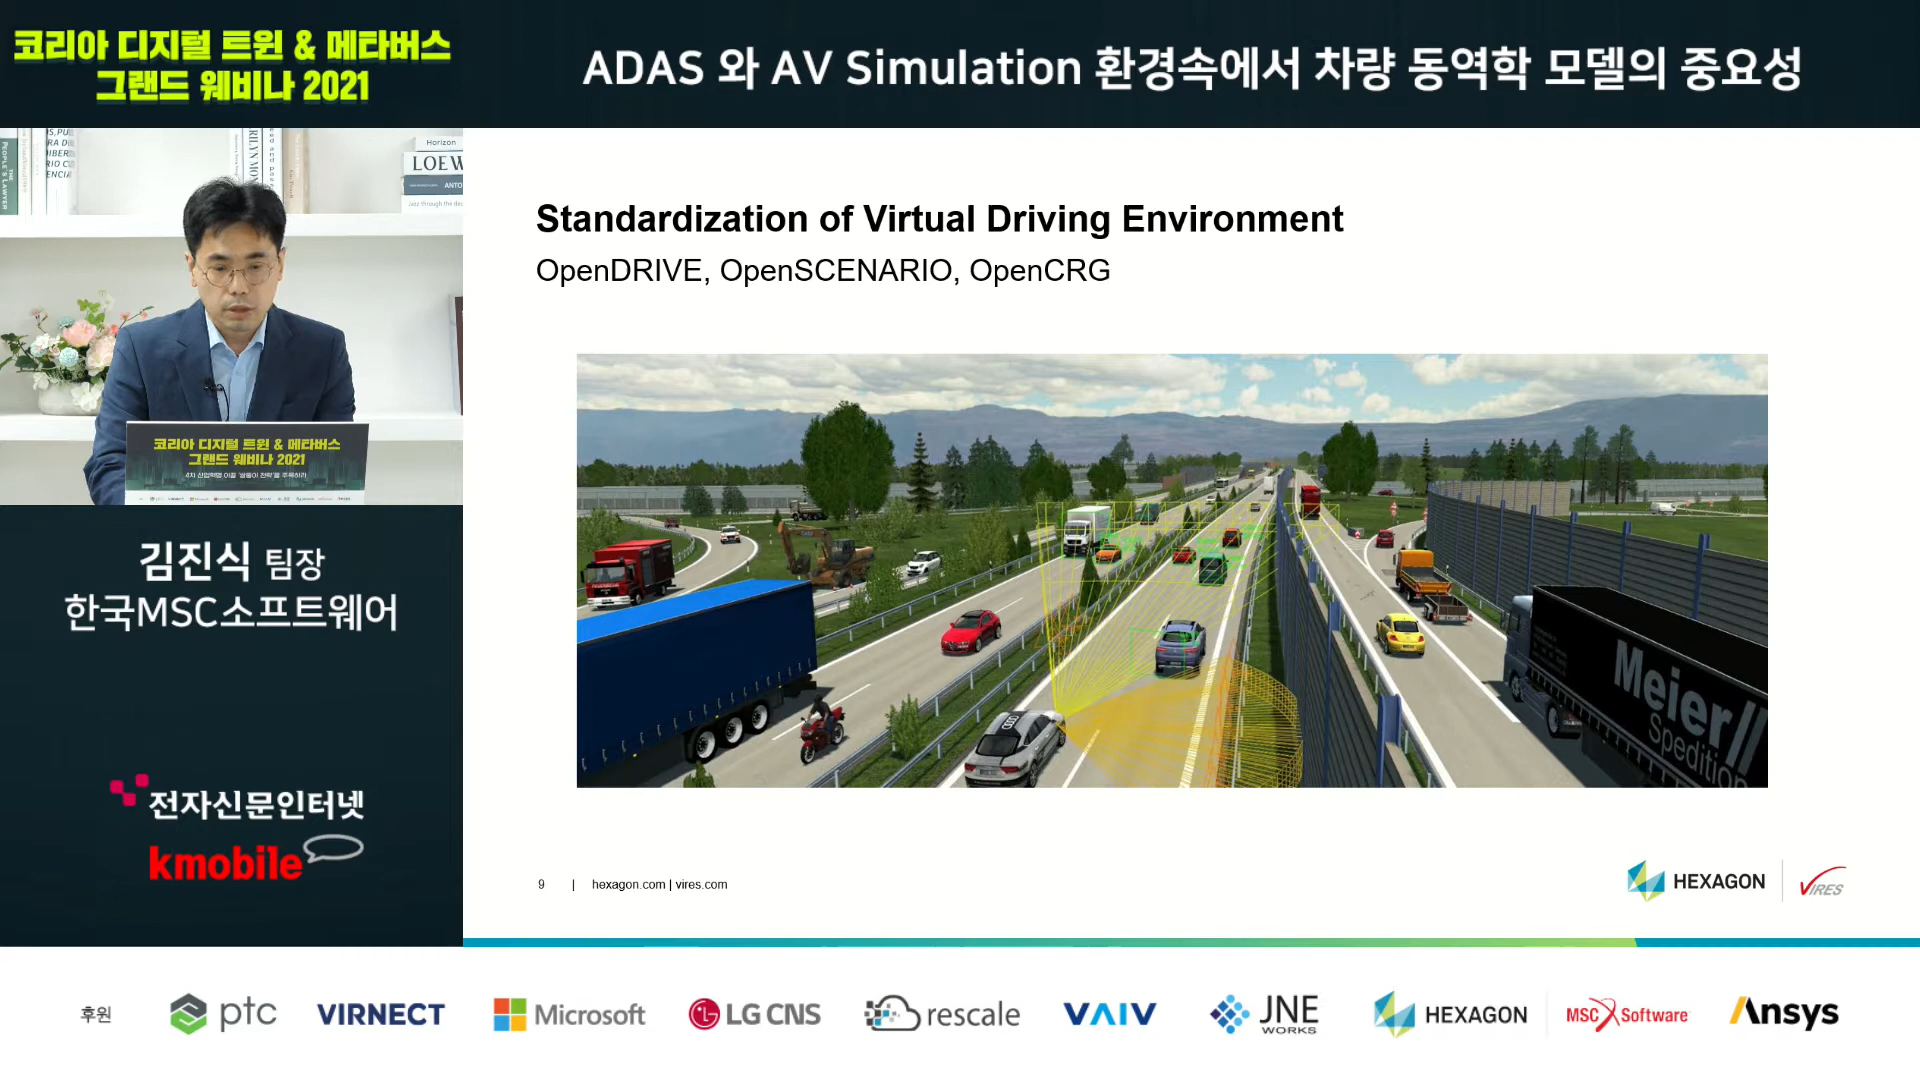 코리아 디지털 트윈 & 메타버스
그랜드 웨비나 2021
ADAS 와 AV Simulation 환경속에서 차량 동역학 모델의 중요성
Horizon
LOEW
ANTO
PEOPLE'S LAWYER
코리아 디지털 트윈 & 메타버스
그랜드 웨비나 2021
김진식 팀장
한국MSC소프트웨어
전자신문인터넷
kmobile
Standardization of Virtual Driving Environment
OpenDRIVE, OpenSCENARIO, OpenCRG
Meier//
Spedition
9 | hexagon.com | vires.com
HEXAGON
VIRES
후원
ptc
VIRNECT
Microsoft
LG CNS
rescale
VAIV
JNE
WORKS
HEXAGON
MSC Software
Ansys